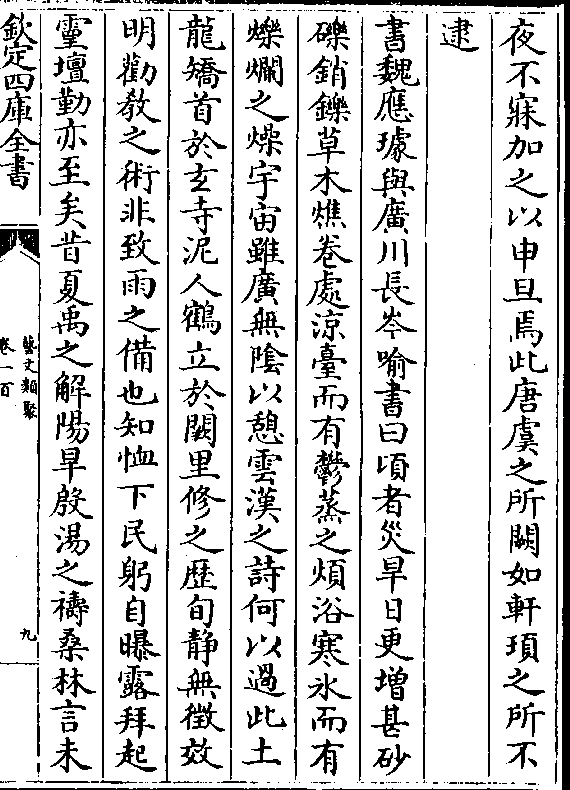 夜不寐加之以申旦焉此唐虞之所闕如軒頊之所不
逮
書魏應璩與廣川長岑喻書曰頃者災旱日更增甚砂
礫銷鑠草木燋卷處涼臺而有鬱蒸之煩浴寒氷而有
爍爛之燥宇宙雖廣無隂以憩雲漢之詩何以過此土
龍矯首於玄寺泥人鶴立於闕里修之歴旬静無徴效
明勸教之術非致雨之備也知恤下民躬自曝露拜起
靈壇勤亦至矣昔夏禹之解陽旱殷湯之禱桑林言未
欽定四庫全書
藝文類聚
卷一百
九